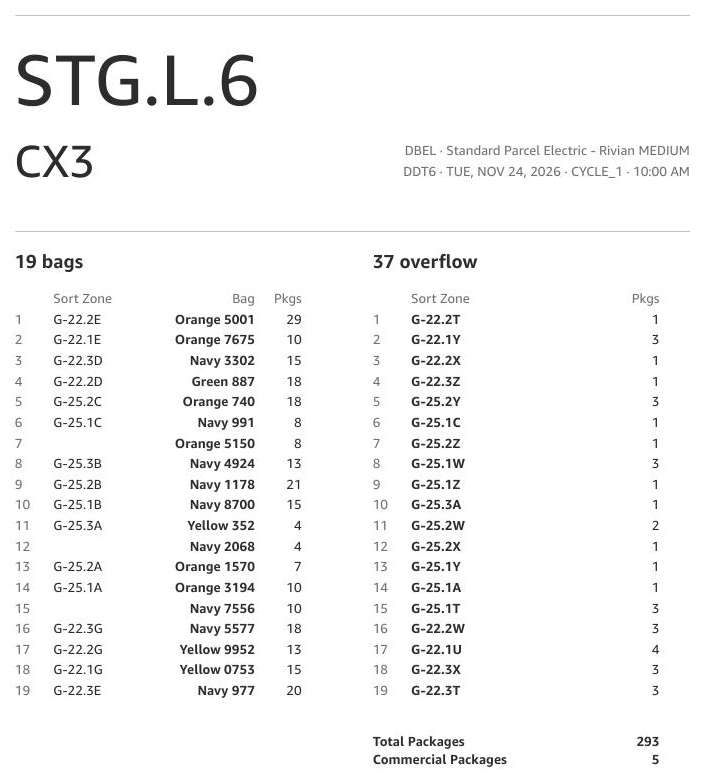 STG.L.6
CX3
DBEL · Standard Parcel Electric - Rivian MEDIUM
DDT6 · TUE, NOV 24, 2026 · CYCLE_1 · 10:00 AM
19 bags
Sort Zone Bag Pkgs
1 G-22.2E Orange 5001 29
2 G-22.1E Orange 7675 10
3 G-22.3D Navy 3302 15
4 G-22.2D Green 887 18
5 G-25.2C Orange 740 18
6 G-25.1C Navy 991 8
7 Orange 5150 8
8 G-25.3B Navy 4924 13
9 G-25.2B Navy 1178 21
10 G-25.1B Navy 8700 15
11 G-25.3A Yellow 352 4
12 Navy 2068 4
13 G-25.2A Orange 1570 7
14 G-25.1A Orange 3194 10
15 Navy 7556 10
16 G-22.3G Navy 5577 18
17 G-22.2G Yellow 9952 13
18 G-22.1G Yellow 0753 15
19 G-22.3E Navy 977 20
37 overflow
Sort Zone Pkgs
1 G-22.2T 1
2 G-22.1Y 3
3 G-22.2X 1
4 G-22.3Z 1
5 G-25.2Y 3
6 G-25.1C 1
7 G-25.2Z 1
8 G-25.1W 3
9 G-25.1Z 1
10 G-25.3A 1
11 G-25.2W 2
12 G-25.2X 1
13 G-25.1Y 1
14 G-25.1A 1
15 G-25.1T 3
16 G-22.2W 3
17 G-22.1U 4
18 G-22.3X 3
19 G-22.3T 3
Total Packages 293
Commercial Packages 5